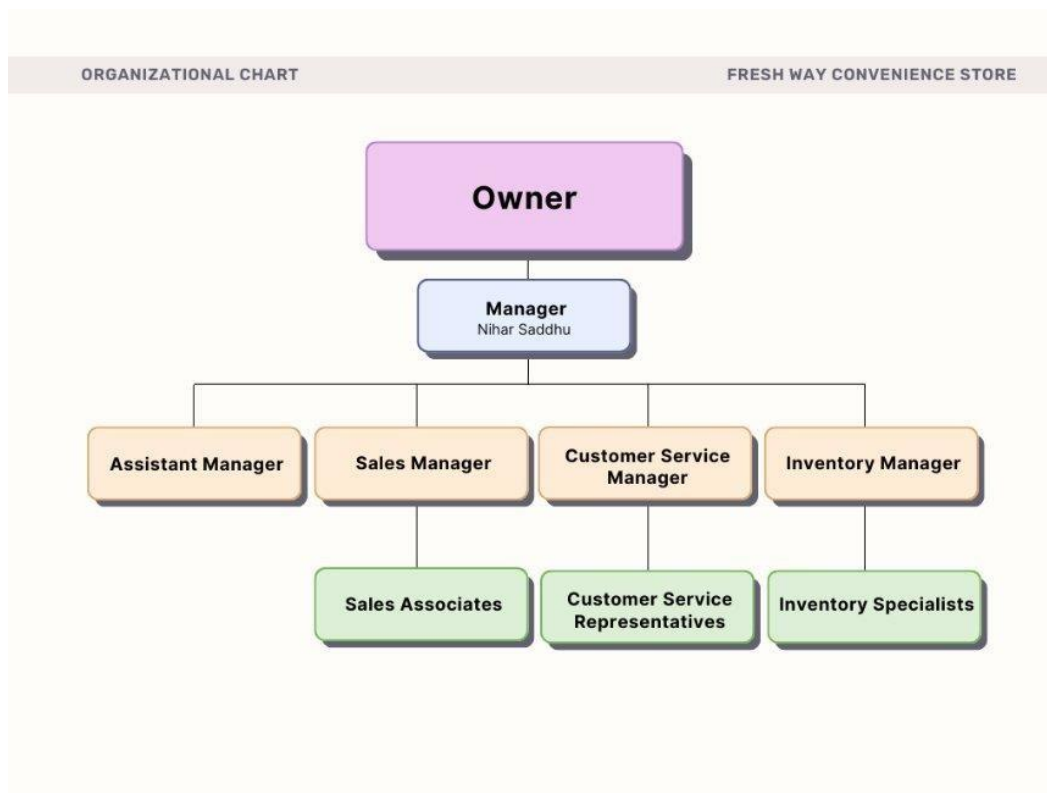 ORGANIZATIONAL CHART
FRESH WAY CONVENIENCE STORE
Owner
Manager
Nihar Saddhu
Assistant Manager
Sales Manager
Customer Service
Manager
Inventory Manager
Sales Associates
Customer Service
Representatives
Inventory Specialists